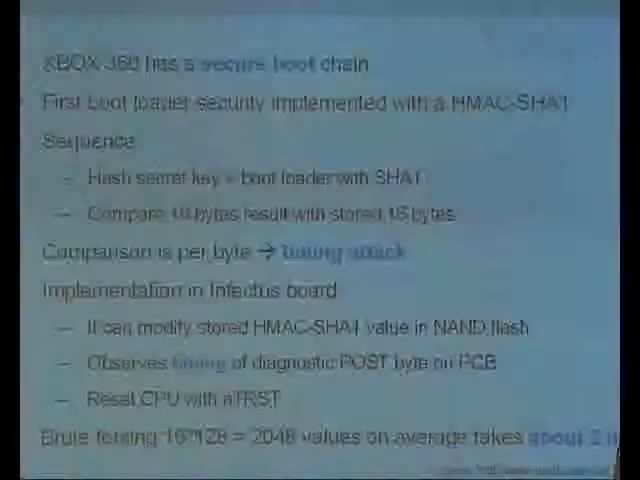 XBOX 360 has a secure boot chain
First boot loader security implemented with a HMAC-SHA1
Sequence
– Hash secret key + boot loader with SHA1
– Compare 16 bytes result with stored 16 bytes
Comparison is per byte → timing attack
Implementation in Infectus board
– It can modify stored HMAC-SHA1 value in NAND flash
– Observes timing of diagnostic POST byte on PCB
– Reset CPU with nTRST
Brute forcing 16*128 = 2048 values on average takes about 2